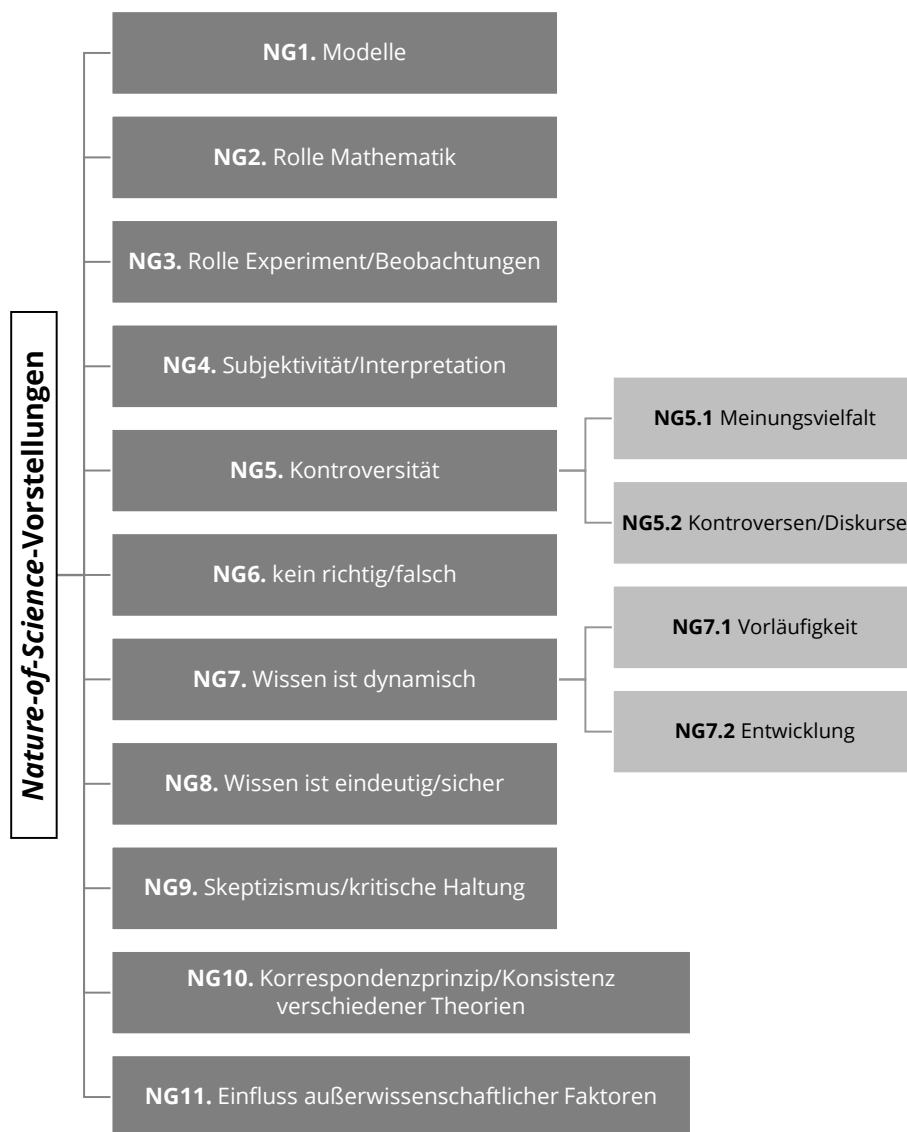 Nature-of-Science-Vorstellungen
NG1. Modelle
NG2. Rolle Mathematik
NG3. Rolle Experiment/Beobachtungen
NG4. Subjektivität/Interpretation
NG5. Kontroversität
NG5.1 Meinungsvielfalt
NG5.2 Kontroversen/Diskurse
NG6. kein richtig/falsch
NG7. Wissen ist dynamisch
NG7.1 Vorläufigkeit
NG7.2 Entwicklung
NG8. Wissen ist eindeutig/sicher
NG9. Skeptizismus/kritische Haltung
NG10. Korrespondenzprinzip/Konsistenz
verschiedener Theorien
NG11. Einfluss außerwissenschaftlicher Faktoren